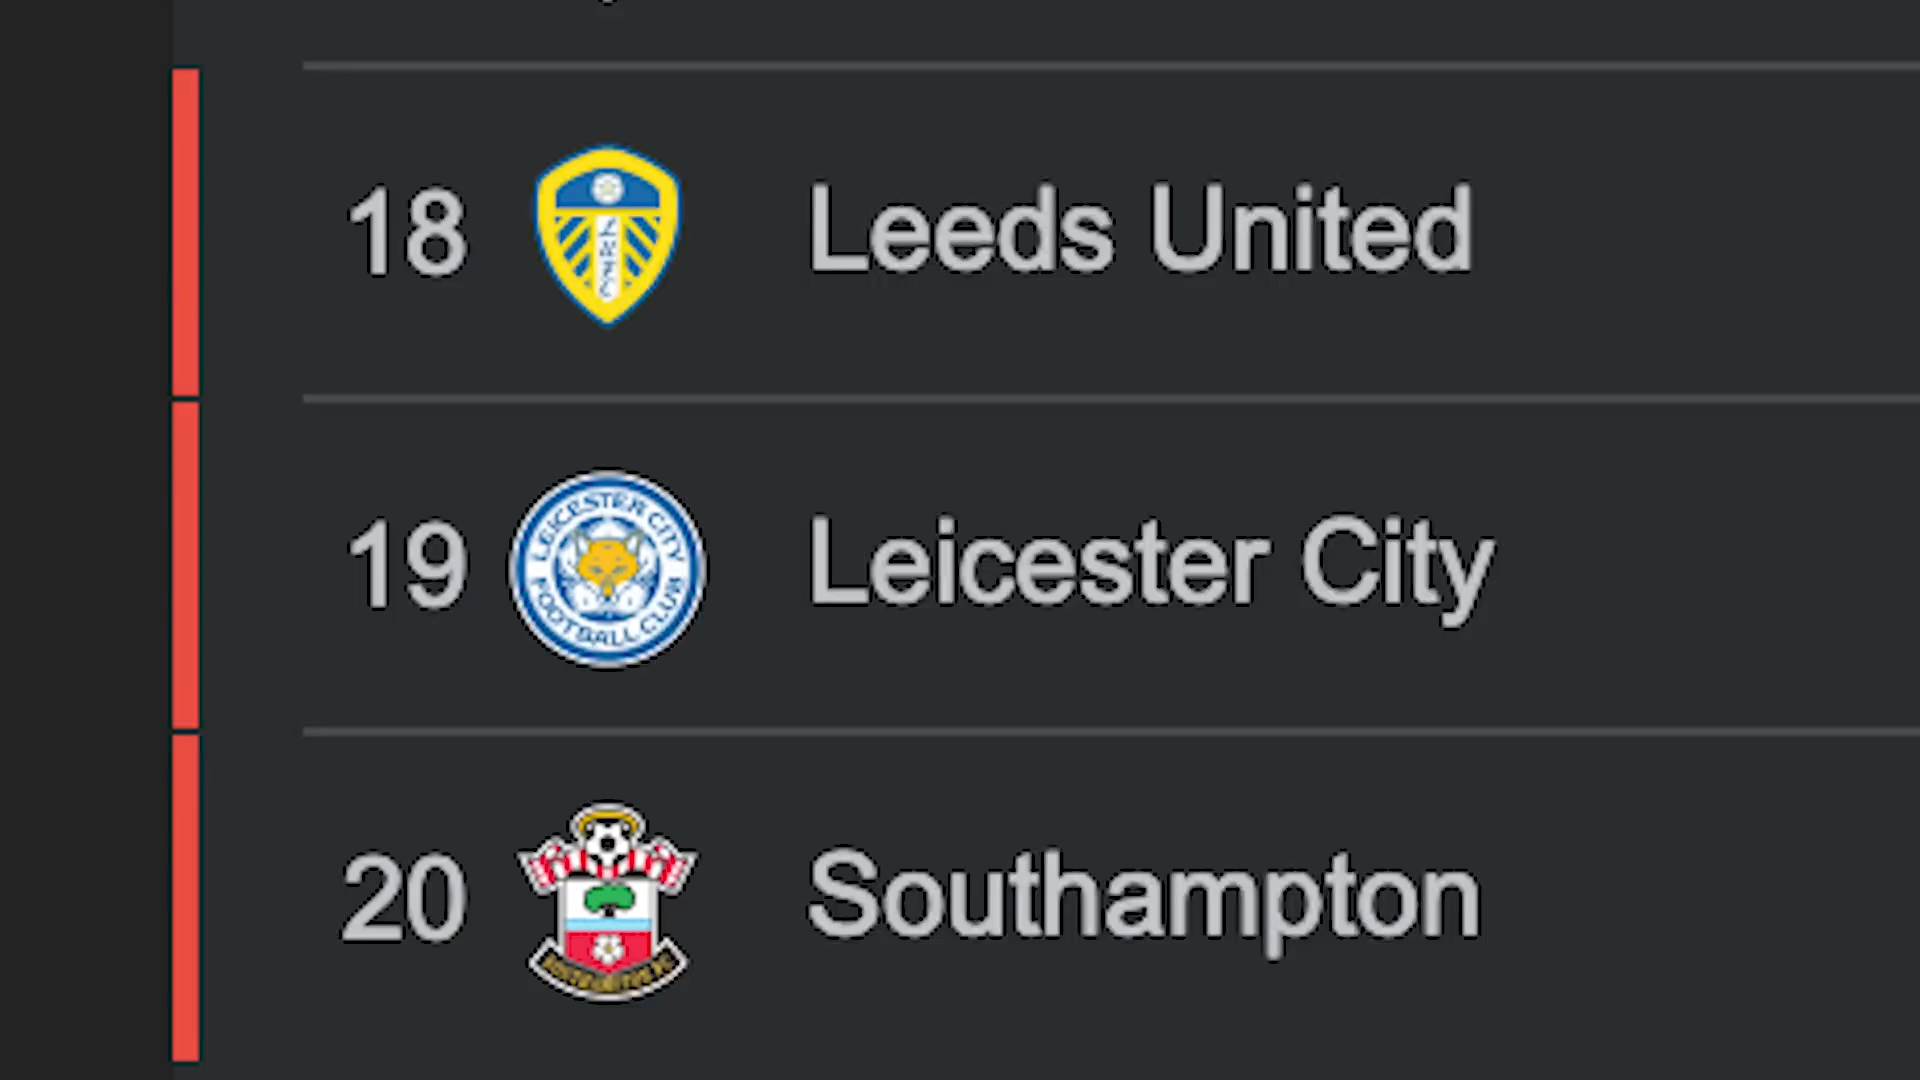 18 Leeds United
19 LEICESTER CITY FOOTBALL CLUB Leicester City
20 Southampton